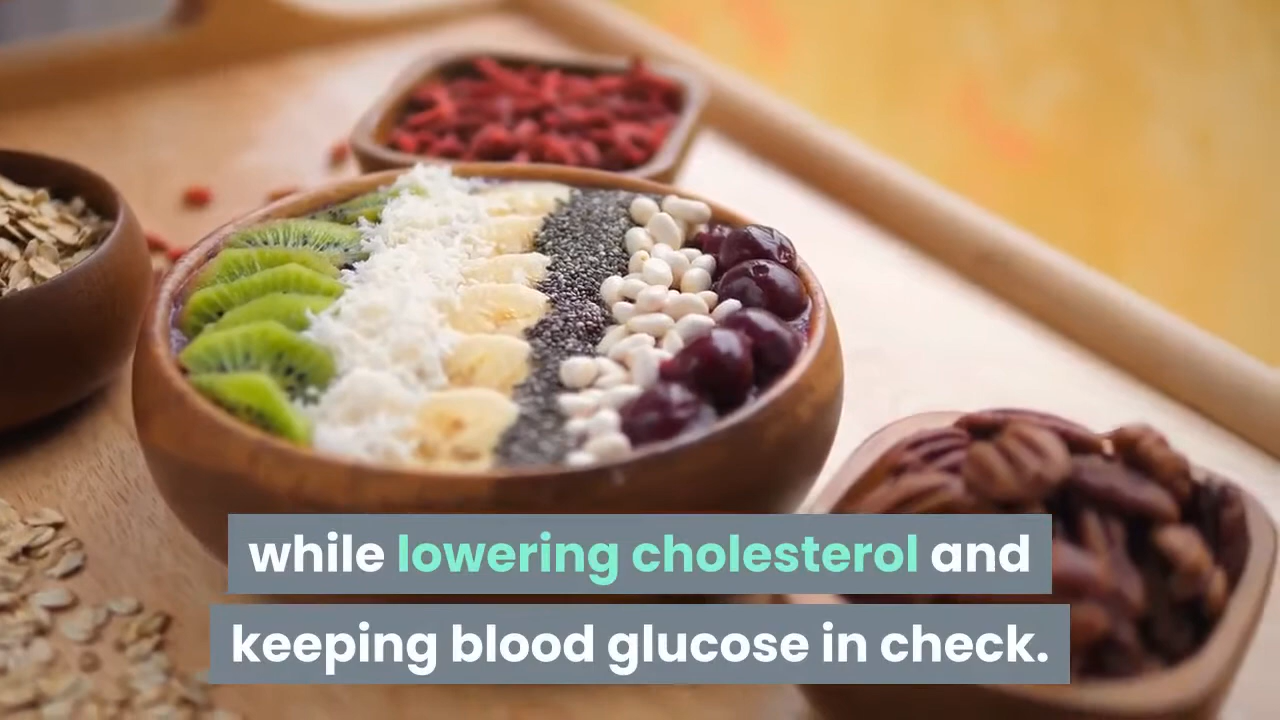 while lowering cholesterol and
keeping blood glucose in check.